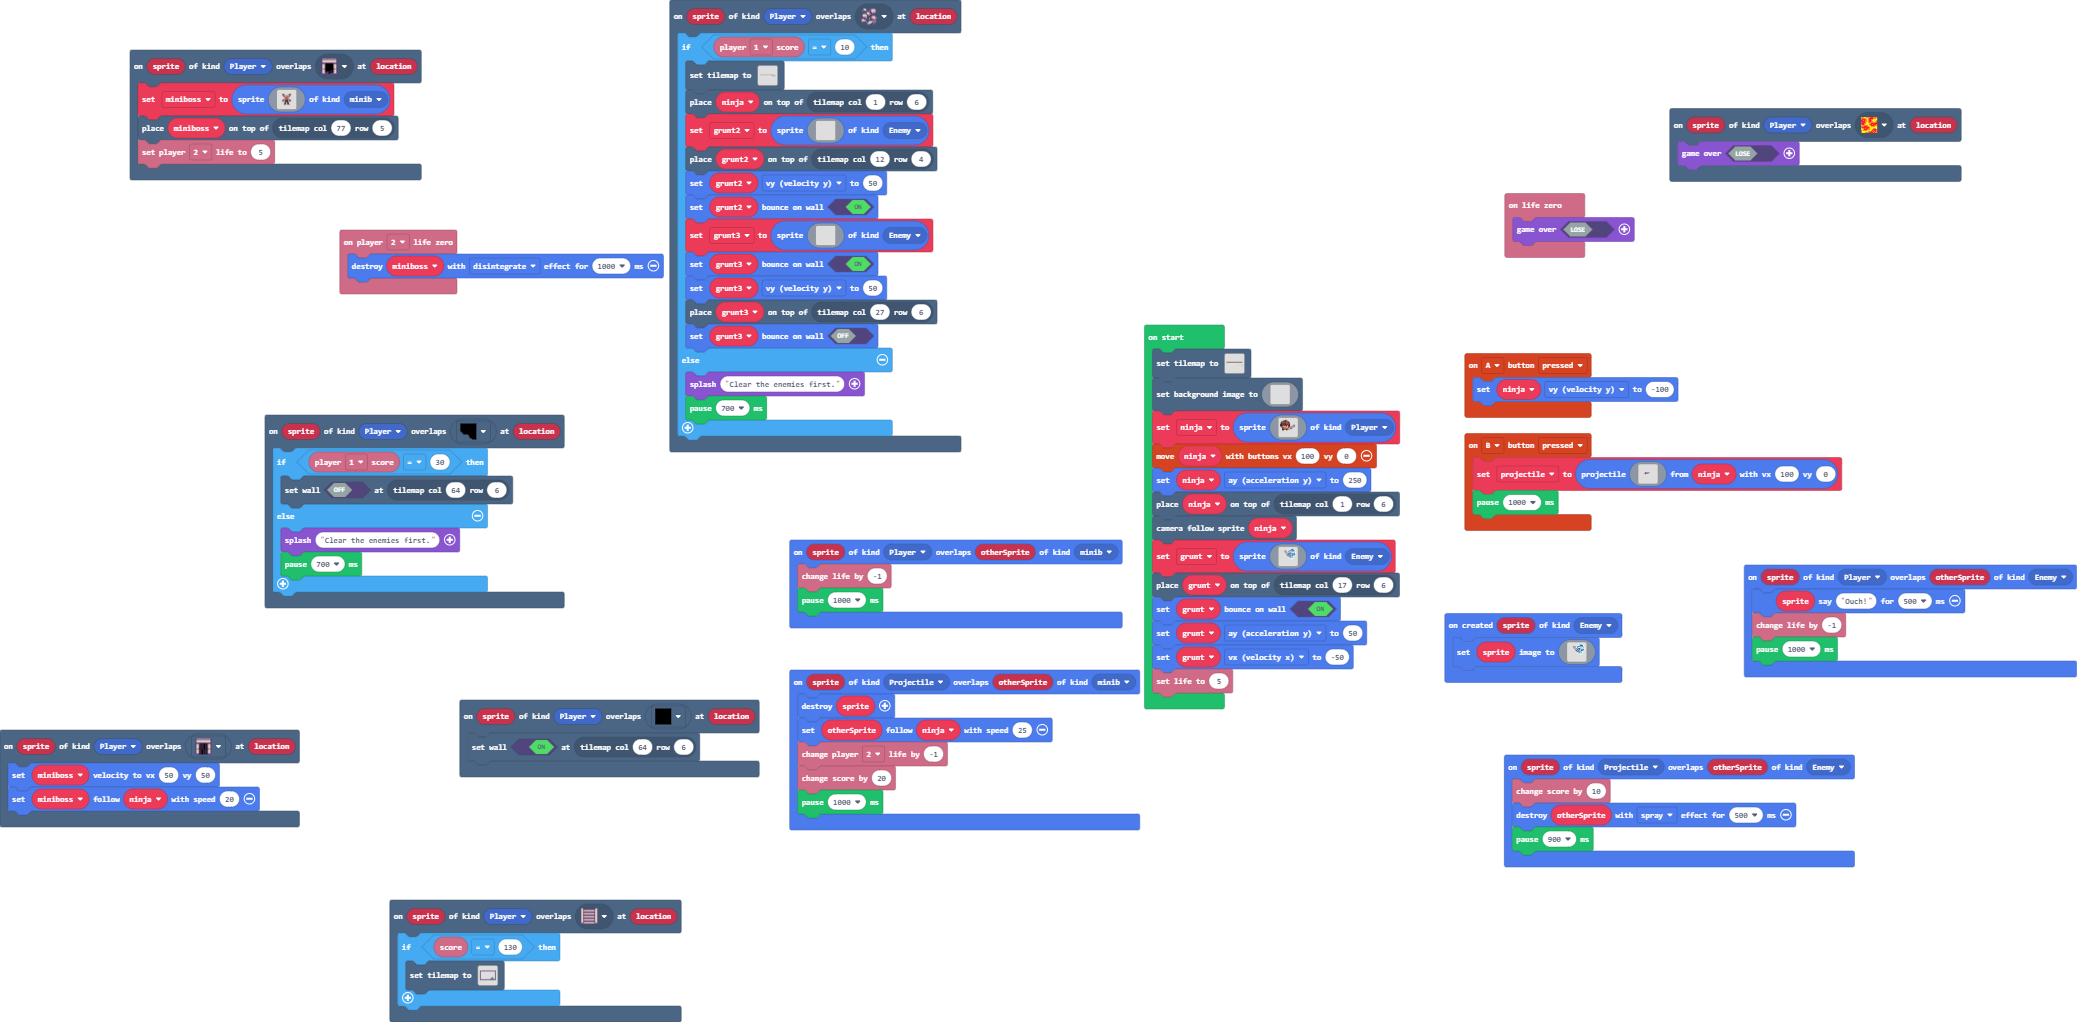 on sprite of kind Player overlaps at location
if player 1 score = 10 then
set tilemap to
place ninja on top of tilemap col 1 row 6
set grunt2 to sprite of kind Enemy
place grunt2 on top of tilemap col 12 row 4
set grunt2 vy (velocity y) to 50
set grunt2 bounce on wall ON
set grunt3 to sprite of kind Enemy
set grunt3 bounce on wall ON
set grunt3 vy (velocity y) to 50
place grunt3 on top of tilemap col 27 row 6
set grunt3 bounce on wall OFF
else
splash "Clear the enemies first."
pause 700 ms
on sprite of kind Player overlaps at location
set miniboss to sprite of kind minib
place miniboss on top of tilemap col 77 row 5
set player 2 life to 5
on player 2 life zero
destroy miniboss with disintegrate effect for 1000 ms
on sprite of kind Player overlaps at location
game over LOSE
on life zero
game over LOSE
on start
set tilemap to
set background image to
set ninja to sprite of kind Player
move ninja with buttons vx 100 vy 0
set ninja ay (acceleration y) to 250
place ninja on top of tilemap col 1 row 6
camera follow sprite ninja
set grunt to sprite of kind Enemy
place grunt on top of tilemap col 17 row 6
set grunt bounce on wall ON
set grunt ay (acceleration y) to 50
set grunt vx (velocity x) to -50
set life to 5
on A button pressed
set ninja vy (velocity y) to -100
on B button pressed
set projectile to projectile from ninja with vx 100 vy 0
pause 1000 ms
on sprite of kind Player overlaps at location
if player 1 score = 30 then
set wall OFF at tilemap col 64 row 6
else
splash "Clear the enemies first."
pause 700 ms
on sprite of kind Player overlaps otherSprite of kind minib
change life by -1
pause 1000 ms
on sprite of kind Player overlaps otherSprite of kind Enemy
sprite say "Ouch!" for 500 ms
change life by -1
pause 1000 ms
on created sprite of kind Enemy
set sprite image to
on sprite of kind Projectile overlaps otherSprite of kind minib
destroy sprite
set otherSprite follow ninja with speed 25
change player 2 life by -1
change score by 20
pause 1000 ms
on sprite of kind Player overlaps at location
set wall ON at tilemap col 64 row 6
on sprite of kind Player overlaps at location
set miniboss velocity to vx 50 vy 50
set miniboss follow ninja with speed 20
on sprite of kind Projectile overlaps otherSprite of kind Enemy
change score by 10
destroy otherSprite with spray effect for 500 ms
pause 900 ms
on sprite of kind Player overlaps at location
if score = 130 then
set tilemap to